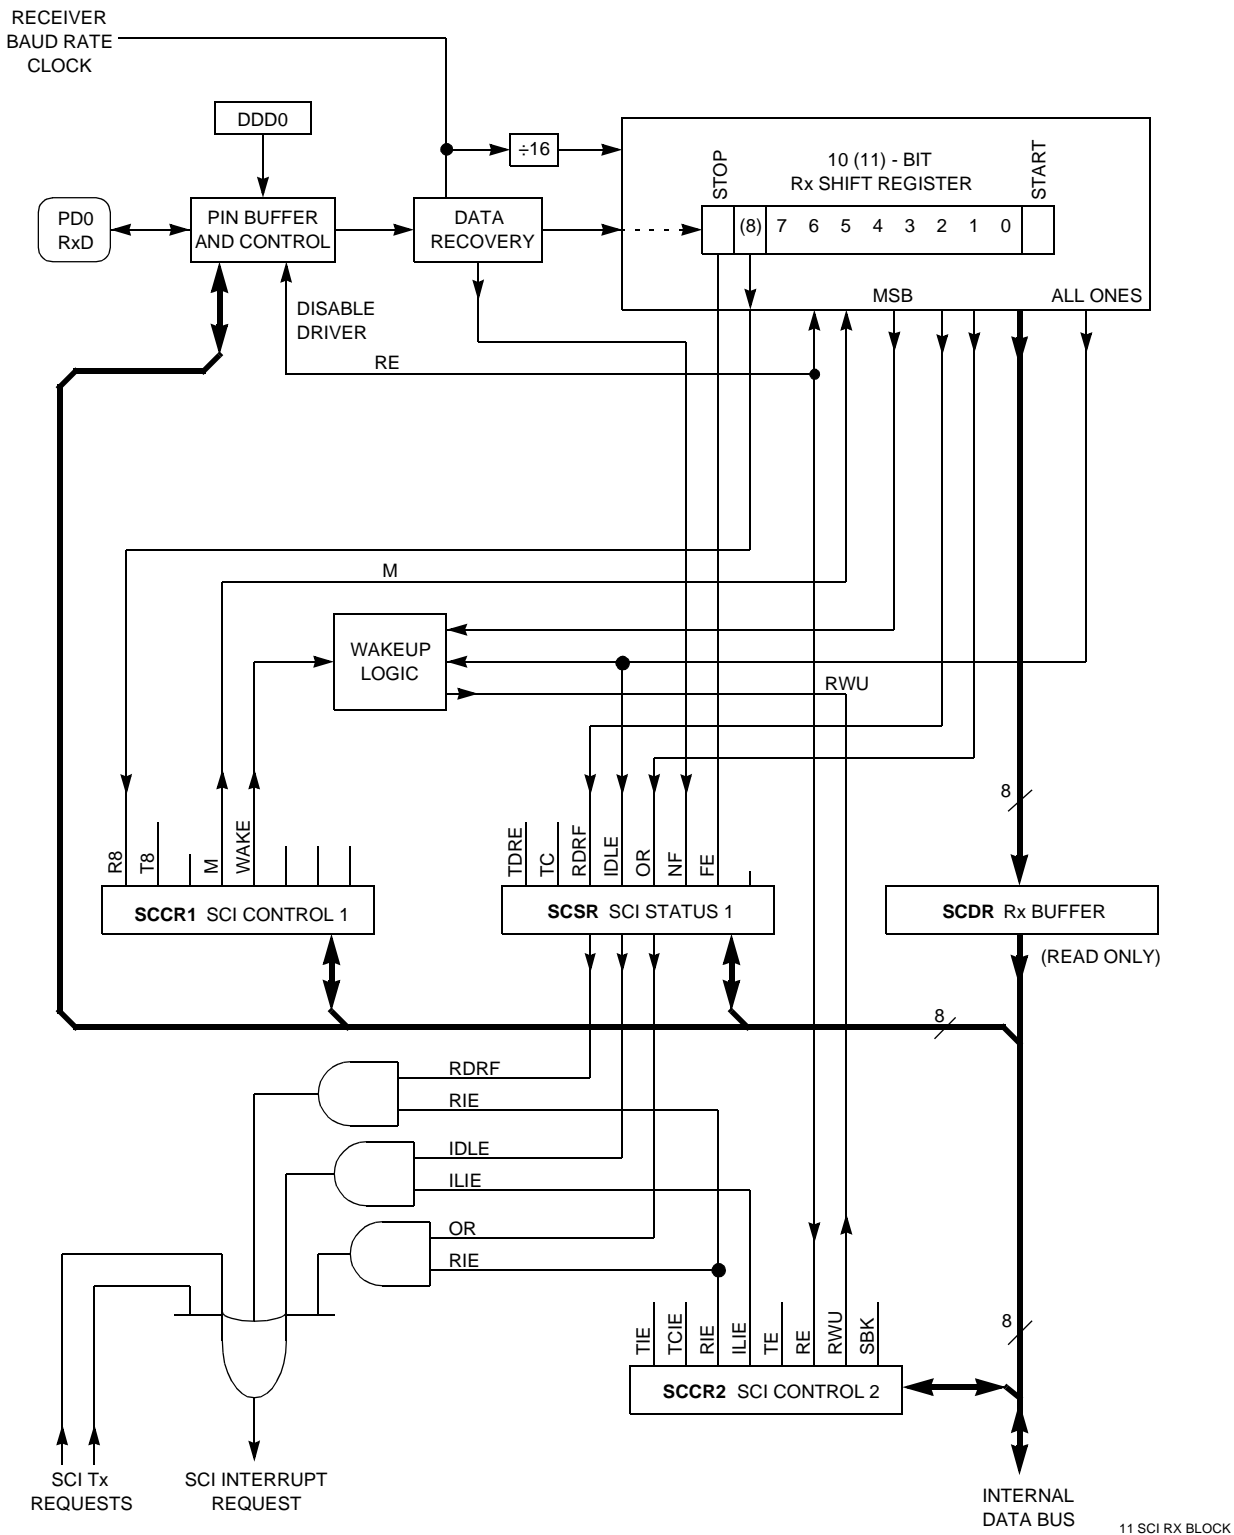 RECEIVER
BAUD RATE
CLOCK
DDD0
÷16
10 (11) - BIT
Rx SHIFT REGISTER
STOP
START
PD0
RxD
PIN BUFFER
AND CONTROL
DATA
RECOVERY
(8) 7 6 5 4 3 2 1 0
MSB
ALL ONES
DISABLE
DRIVER
RE
M
WAKEUP
LOGIC
RWU
8
R8
T8
M
WAKE
TDRE
TC
RDRF
IDLE
OR
NF
FE
SCCR1 SCI CONTROL 1
SCSR SCI STATUS 1
SCDR Rx BUFFER
(READ ONLY)
8
RDRF
RIE
IDLE
ILIE
OR
RIE
8
TIE
TCIE
RIE
ILIE
TE
RE
RWU
SBK
SCCR2 SCI CONTROL 2
SCI Tx
REQUESTS
SCI INTERRUPT
REQUEST
INTERNAL
DATA BUS
11 SCI RX BLOCK